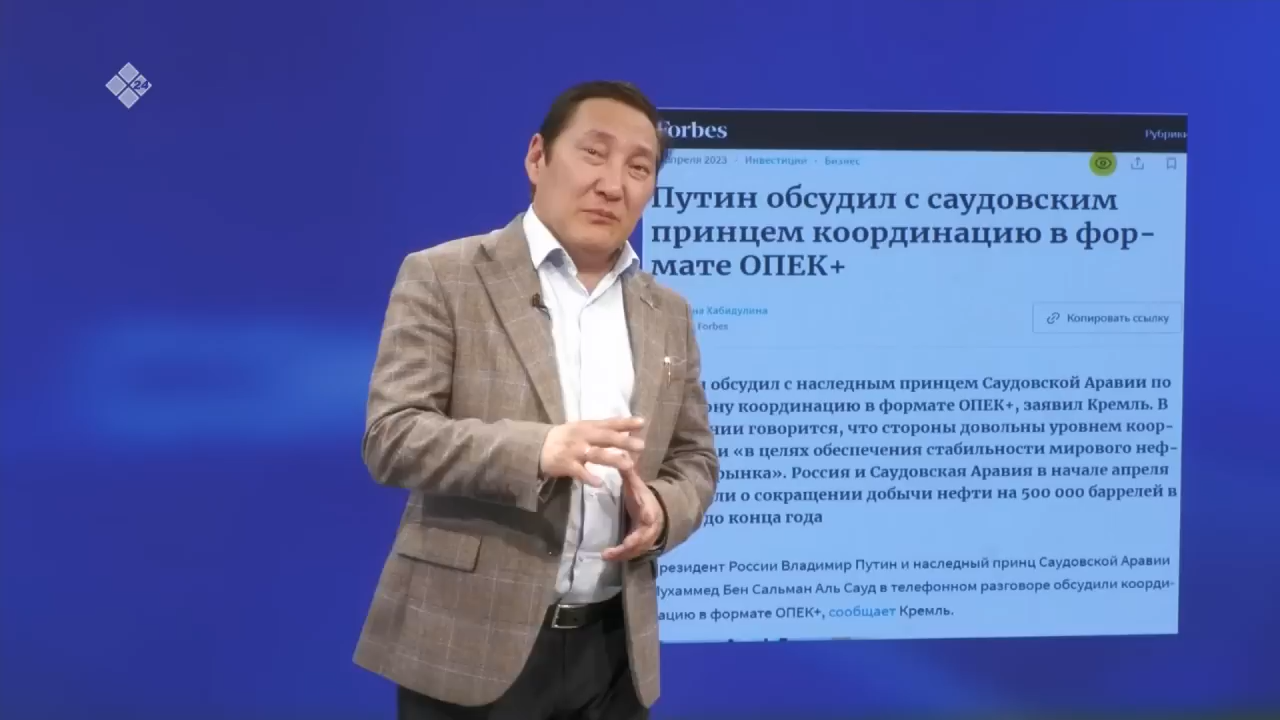 24
Forbes
Рубрики
апреля 2023 · Инвестиции · Бизнес
Путин обсудил с саудовским
принцем координацию в фор-
мате ОПЕК+
Хабидулина
Forbes
Копировать ссылку
обсудил с наследным принцем Саудовской Аравии по
координацию в формате ОПЕК+, заявил Кремль. В
говорится, что стороны довольны уровнем коор-
и «в целях обеспечения стабильности мирового неф-
рынка». Россия и Саудовская Аравия в начале апреля
о сокращении добычи нефти на 500 000 баррелей в
до конца года
резидент России Владимир Путин и наследный принц Саудовской Аравии
Мухаммед Бен Сальман Аль Сауд в телефонном разговоре обсудили коорди-
ацию в формате ОПЕК+, сообщает Кремль.